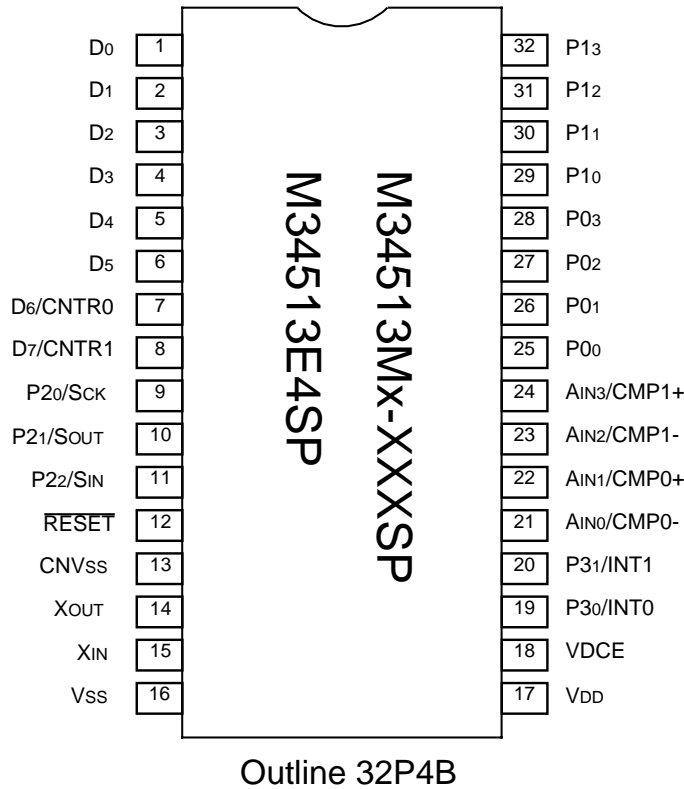 D0 1 32 P13
D1 2 31 P12
D2 3 30 P11
D3 4 29 P10
D4 5 28 P03
D5 6 27 P02
D6/CNTR0 7 26 P01
D7/CNTR1 8 25 P00
P20/SCK 9 24 AIN3/CMP1+
P21/SOUT 10 23 AIN2/CMP1-
P22/SIN 11 22 AIN1/CMP0+
RESET 12 21 AIN0/CMP0-
CNVSS 13 20 P31/INT1
XOUT 14 19 P30/INT0
XIN 15 18 VDCE
VSS 16 17 VDD
M34513Mx-XXXSP
M34513E4SP
Outline 32P4B